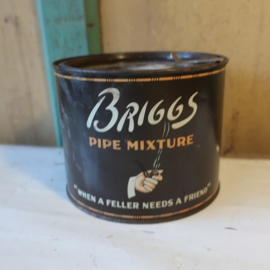 BRIGGS
PIPE MIXTURE
"WHEN A FELLER NEEDS A FRIEND"